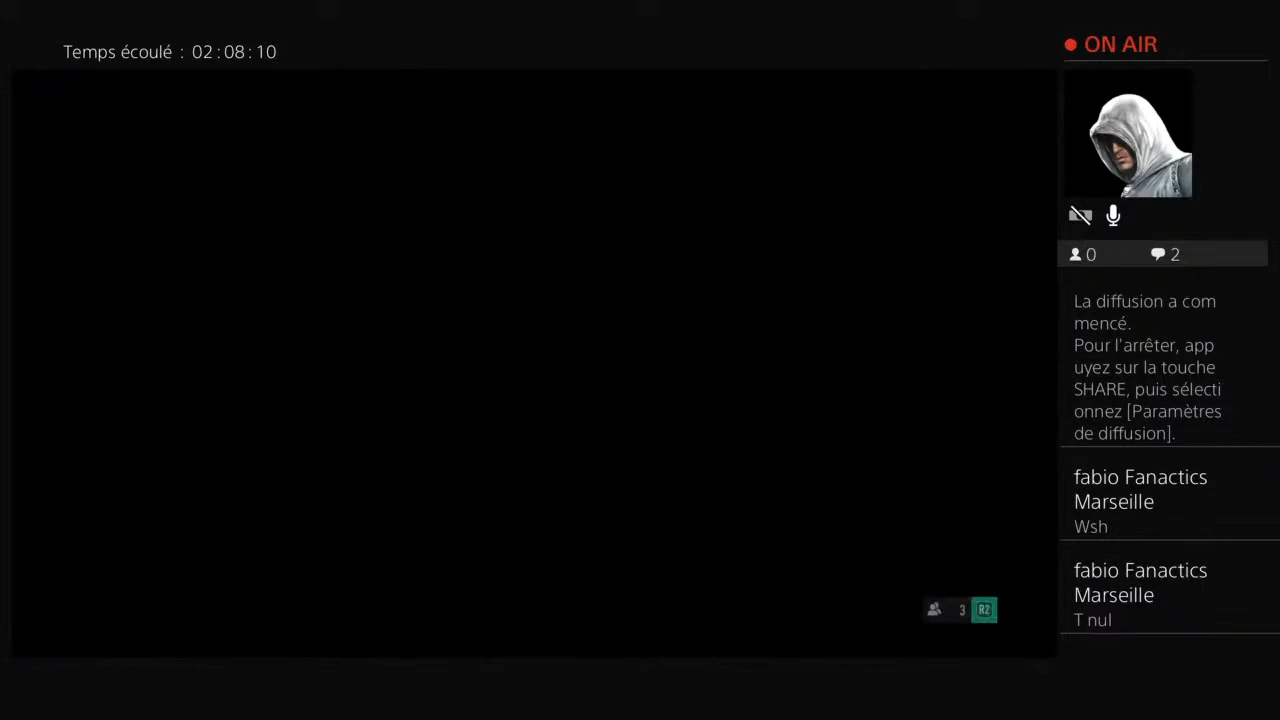 Temps écoulé : 02:08:10
ON AIR
0
2
La diffusion a com
mencé.
Pour l'arrêter, app
uyez sur la touche
SHARE, puis sélecti
onnez [Paramètres
de diffusion].
fabio Fanactics
Marseille
Wsh
fabio Fanactics
Marseille
T nul
3 R2